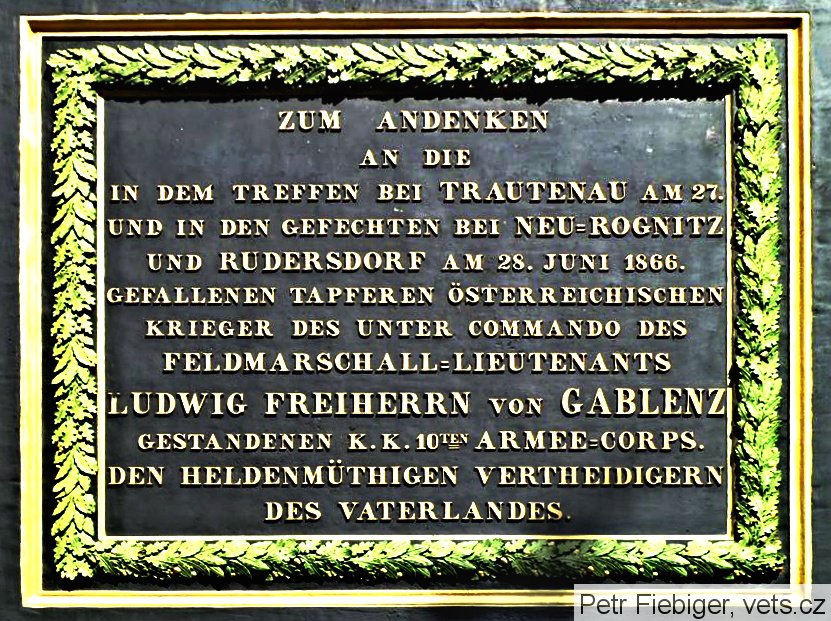 ZUM ANDENKEN
AN DIE
IN DEM TREFFEN BEI TRAUTENAU AM 27.
UND IN DEN GEFECHTEN BEI NEU=ROGNITZ
UND RUDERSDORF AM 28. JUNI 1866.
GEFALLENEN TAPFEREN ÖSTERREICHISCHEN
KRIEGER DES UNTER COMMANDO DES
FELDMARSCHALL=LIEUTENANTS
LUDWIG FREIHERRN VON GABLENZ
GESTANDENEN K. K. 10TEN ARMEE=CORPS.
DEN HELDENMÜTHIGEN VERTHEIDIGERN
DES VATERLANDES.
Petr Fiebiger, vets.cz